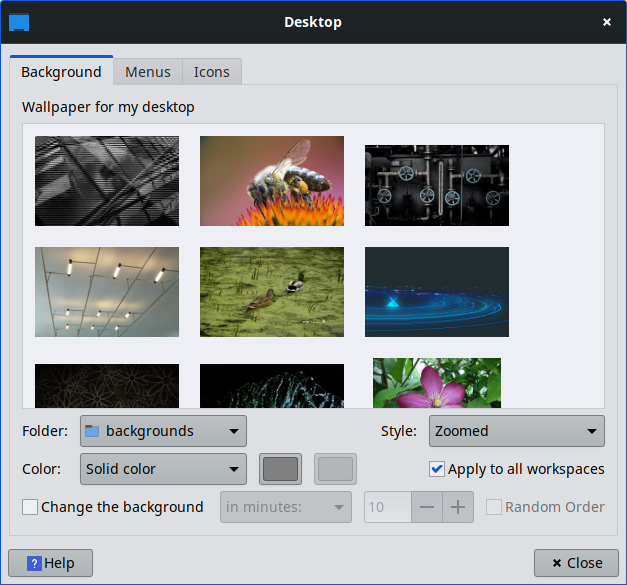 Desktop
Background Menus Icons
Wallpaper for my desktop
Folder: backgrounds Style: Zoomed
Color: Solid color Apply to all workspaces
Change the background in minutes: 10 Random Order
? Help Close